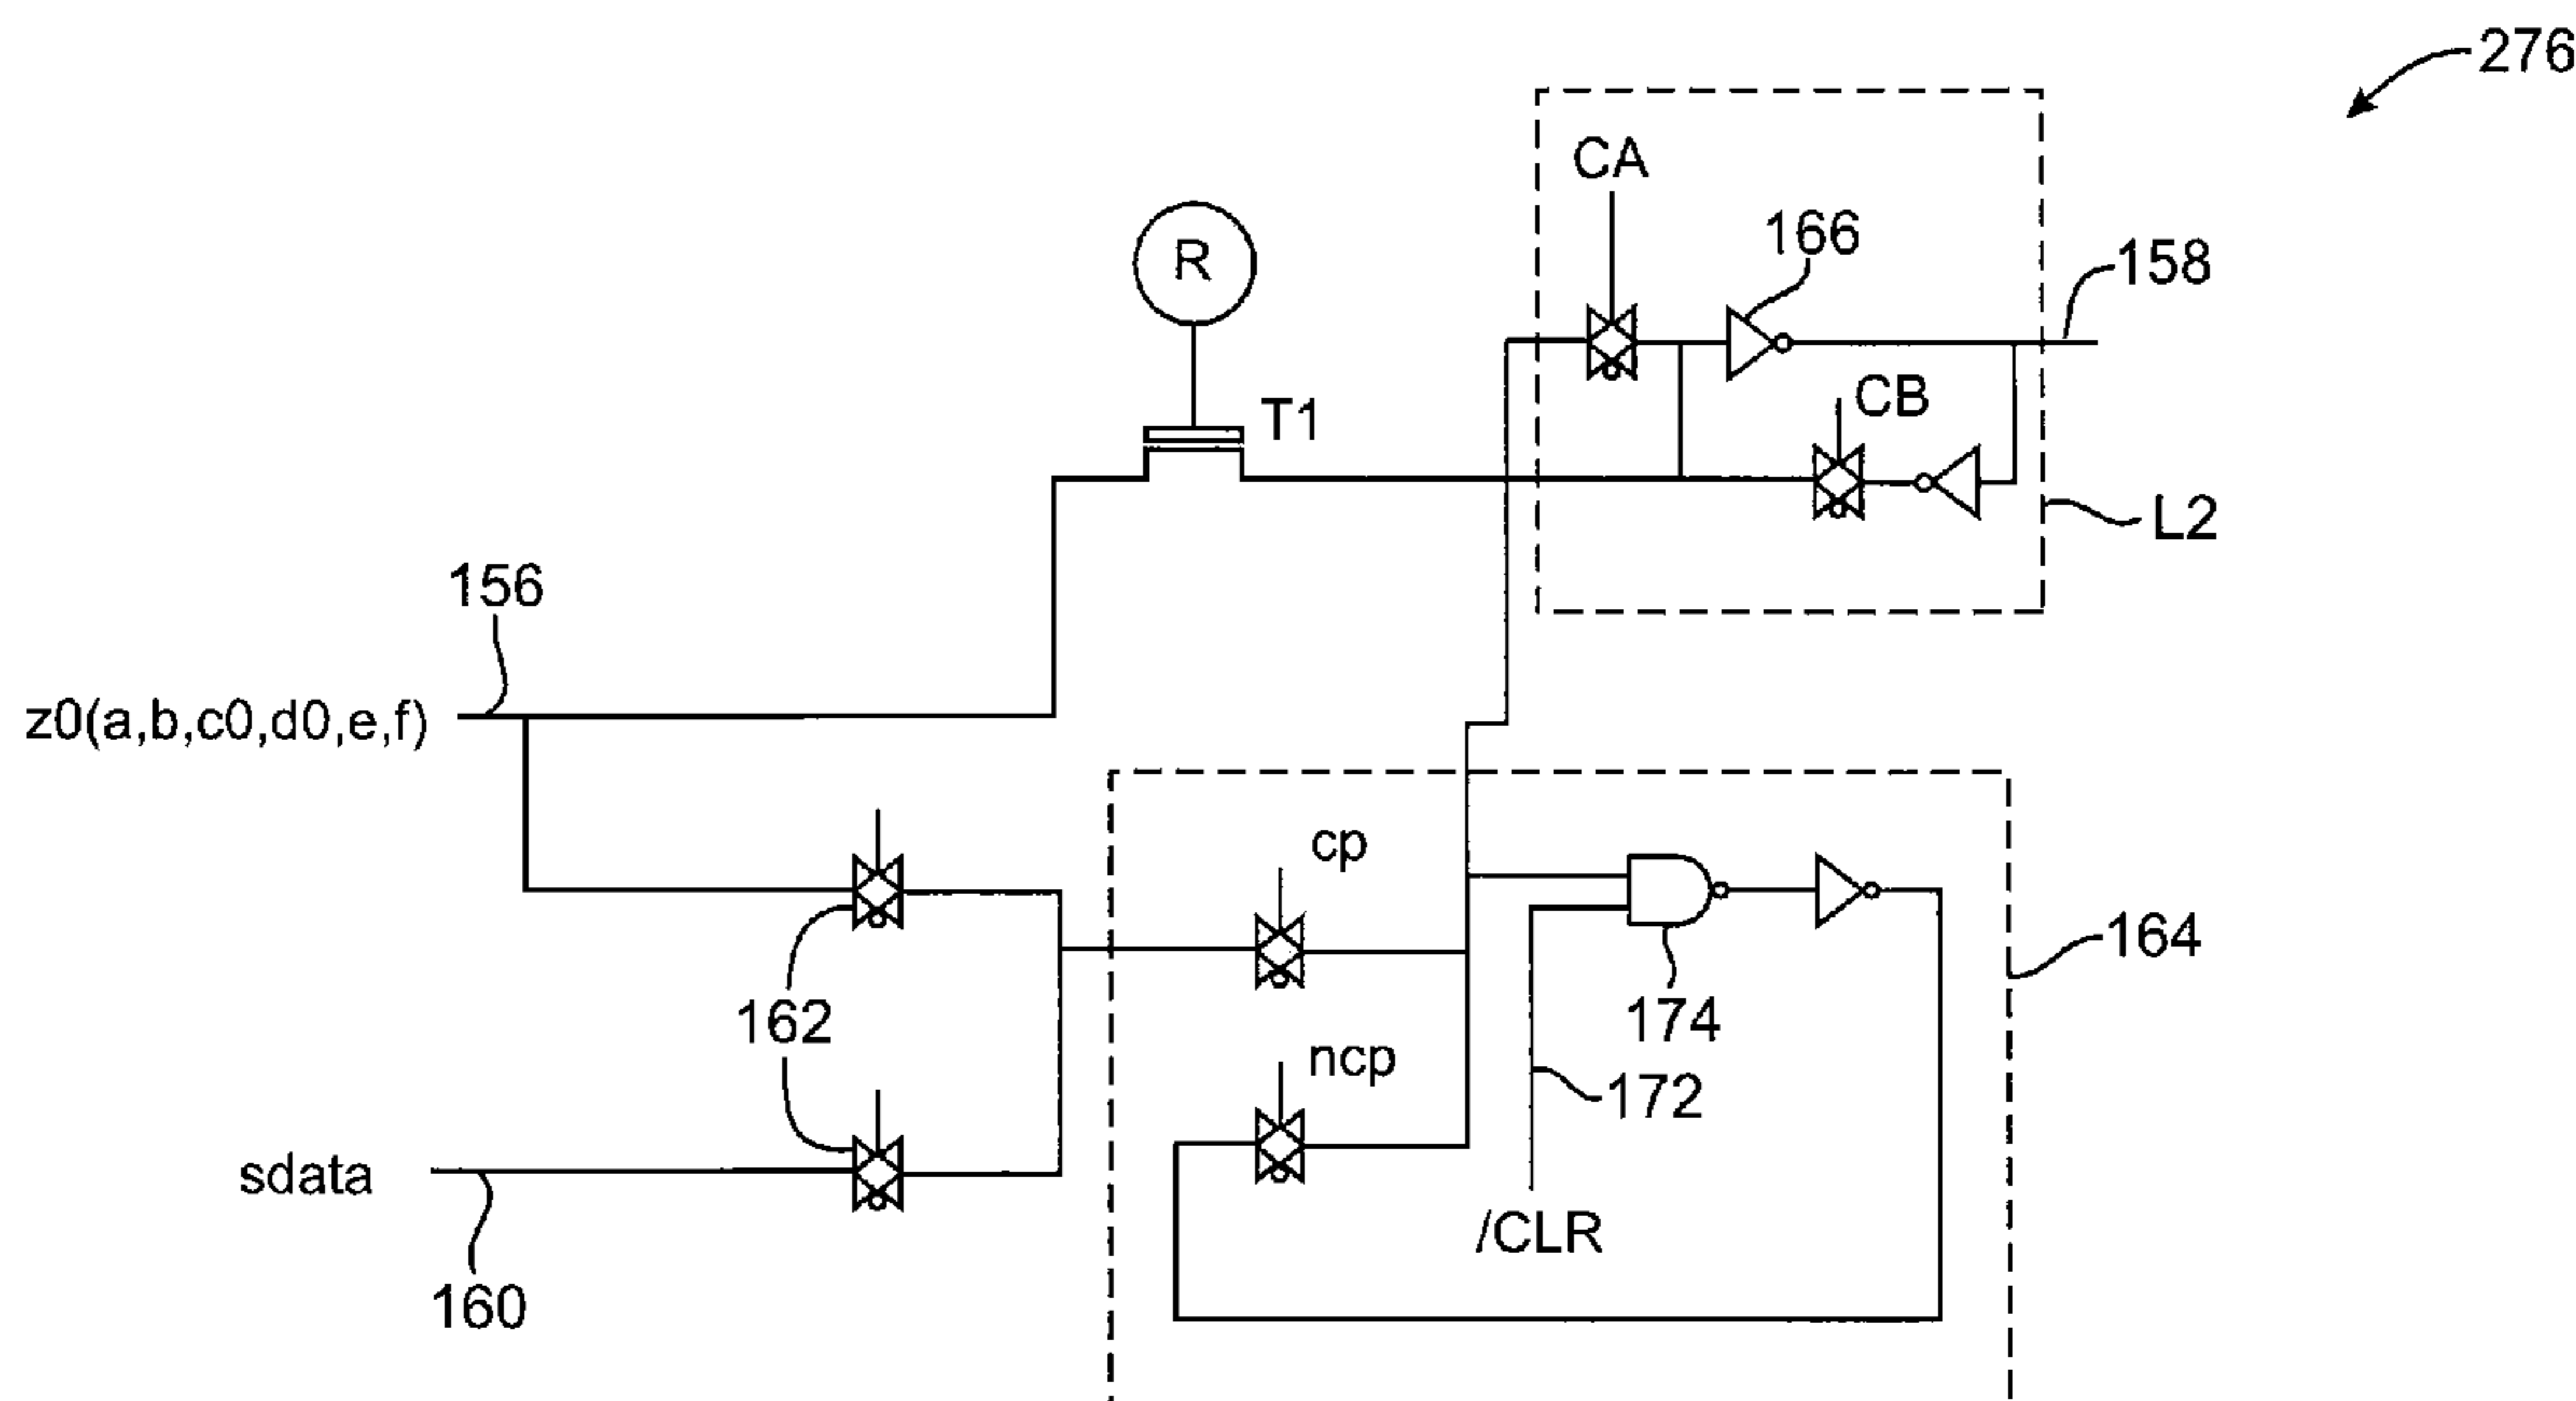 276
CA
R
166
158
T1
CB
L2
156
z0(a,b,c0,d0,e,f)
cp
164
162
174
ncp
172
sdata
/CLR
160